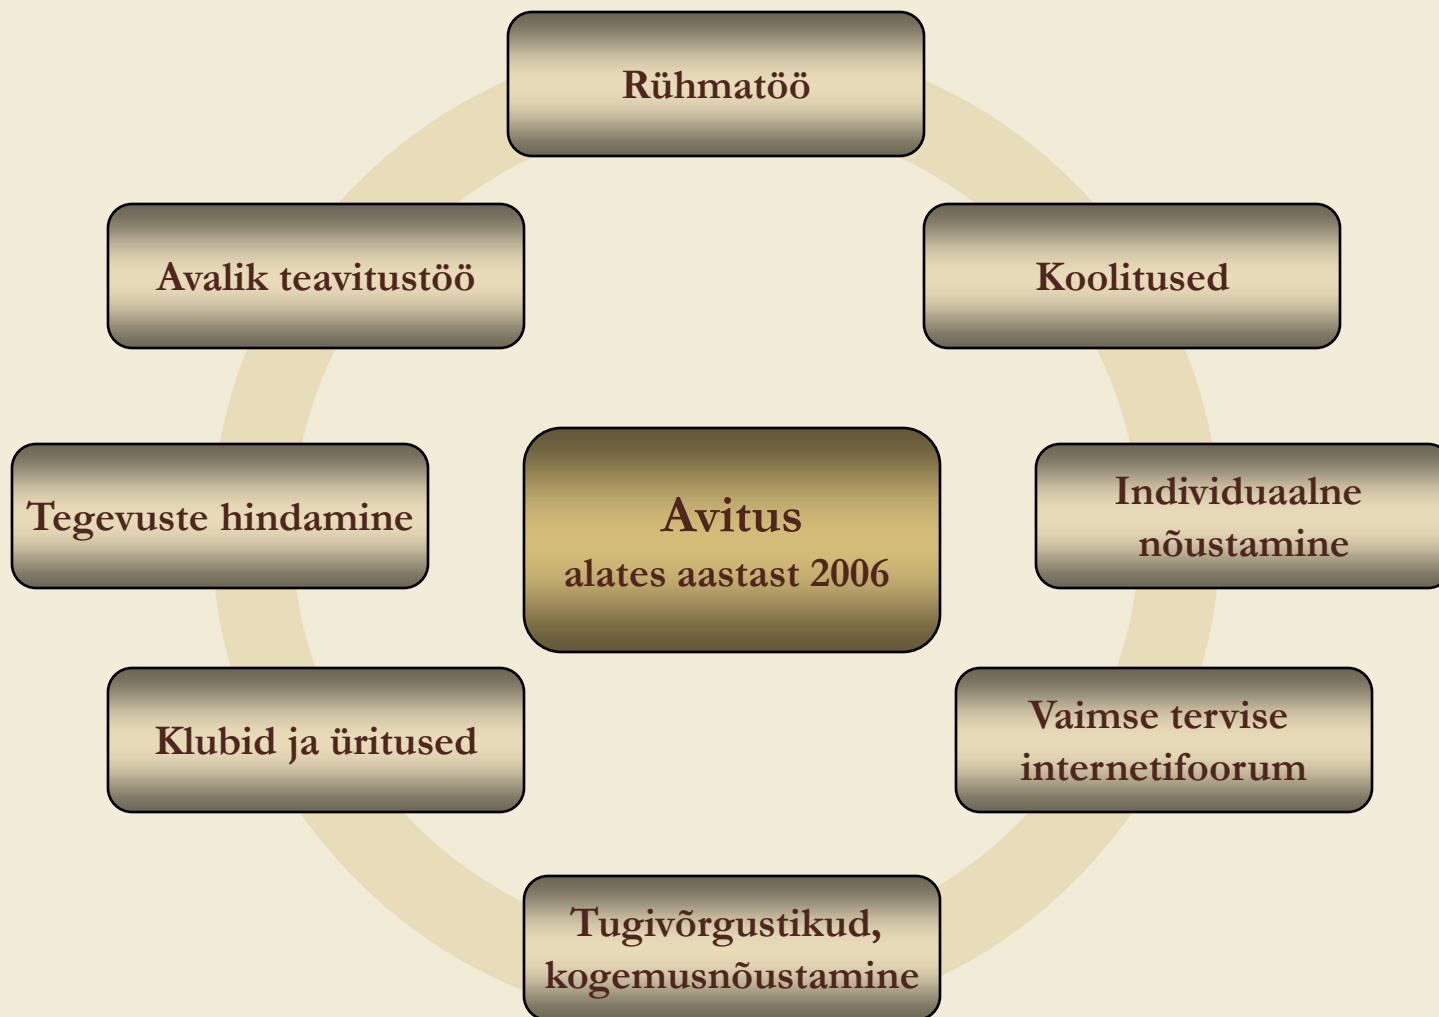 Rühmatöö
Avalik teavitustöö
Koolitused
Tegevuste hindamine
Avitus
alates aastast 2006
Individuaalne
nõustamine
Klubid ja üritused
Vaimse tervise
internetifoorum
Tugivõrgustikud,
kogemusnõustamine